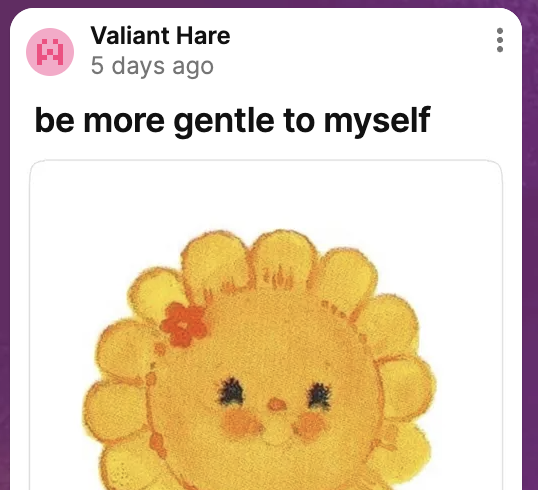 Valiant Hare
5 days ago
be more gentle to myself